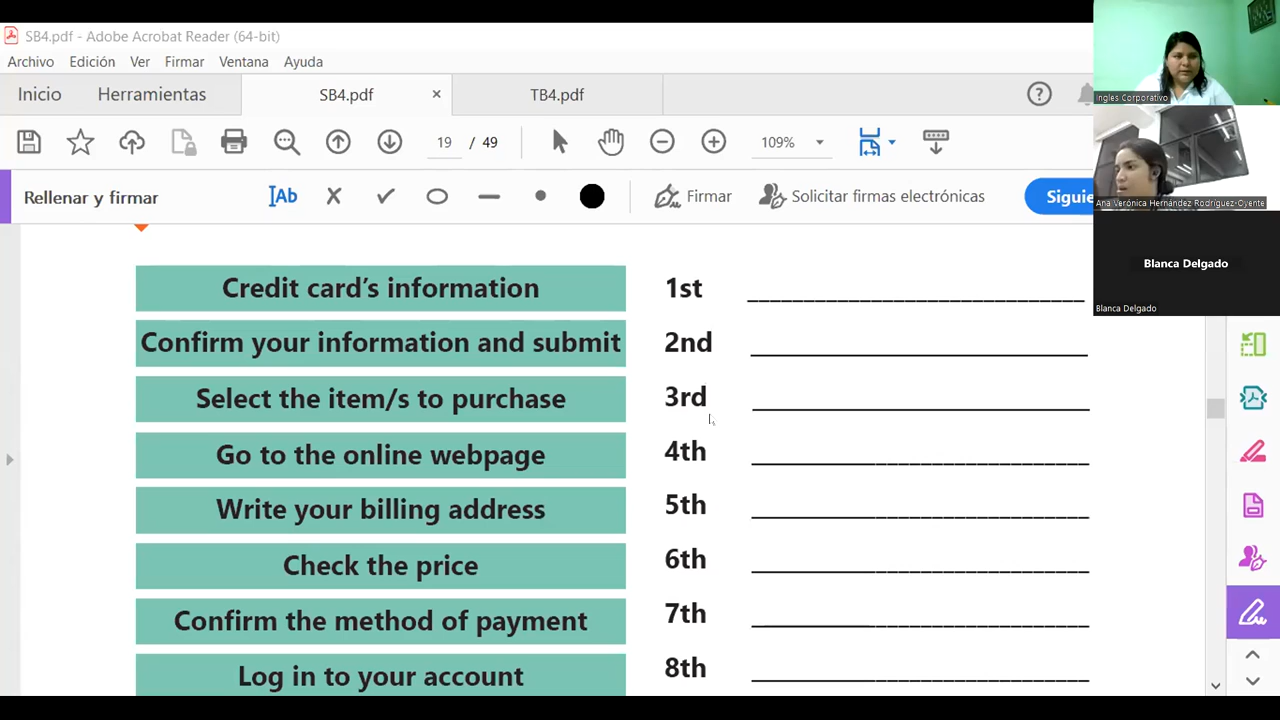 SB4.pdf - Adobe Acrobat Reader (64-bit)
Archivo Edición Ver Firmar Ventana Ayuda
Inicio Herramientas SB4.pdf × TB4.pdf ?
19 / 49 109%
Rellenar y firmar Ab Firmar Solicitar firmas electrónicas Siguie
Ingles Corporativo
Ana Verónica Hernández Rodríguez-Oyente
Blanca Delgado
Blanca Delgado
Credit card's information 1st
Confirm your information and submit 2nd
Select the item/s to purchase 3rd
Go to the online webpage 4th
Write your billing address 5th
Check the price 6th
Confirm the method of payment 7th
Log in to your account 8th